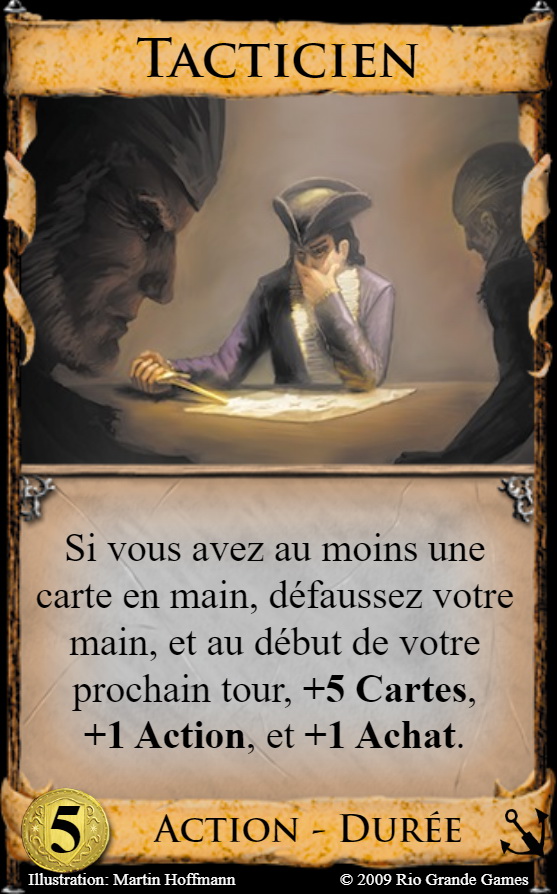 TACTICIEN
Si vous avez au moins une
carte en main, défaussez votre
main, et au début de votre
prochain tour, +5 Cartes,
+1 Action, et +1 Achat.
5
ACTION - DURÉE
Illustration: Martin Hoffmann
© 2009 Rio Grande Games